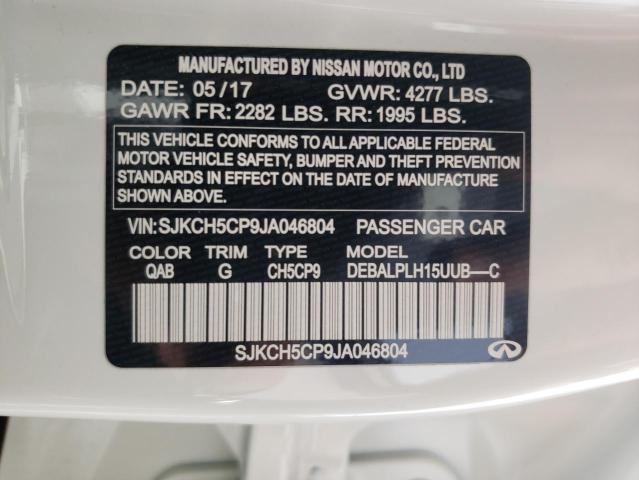 MANUFACTURED BY NISSAN MOTOR CO., LTD
DATE: 05/17 GVWR: 4277 LBS.
GAWR FR: 2282 LBS. RR: 1995 LBS.
THIS VEHICLE CONFORMS TO ALL APPLICABLE FEDERAL
MOTOR VEHICLE SAFETY, BUMPER AND THEFT PREVENTION
STANDARDS IN EFFECT ON THE DATE OF MANUFACTURE
SHOWN ABOVE.
VIN:SJKCH5CP9JA046804 PASSENGER CAR
COLOR TRIM TYPE MODEL
QAB G CH5CP9 DEBALPLH15UUB—C
SJKCH5CP9JA046804